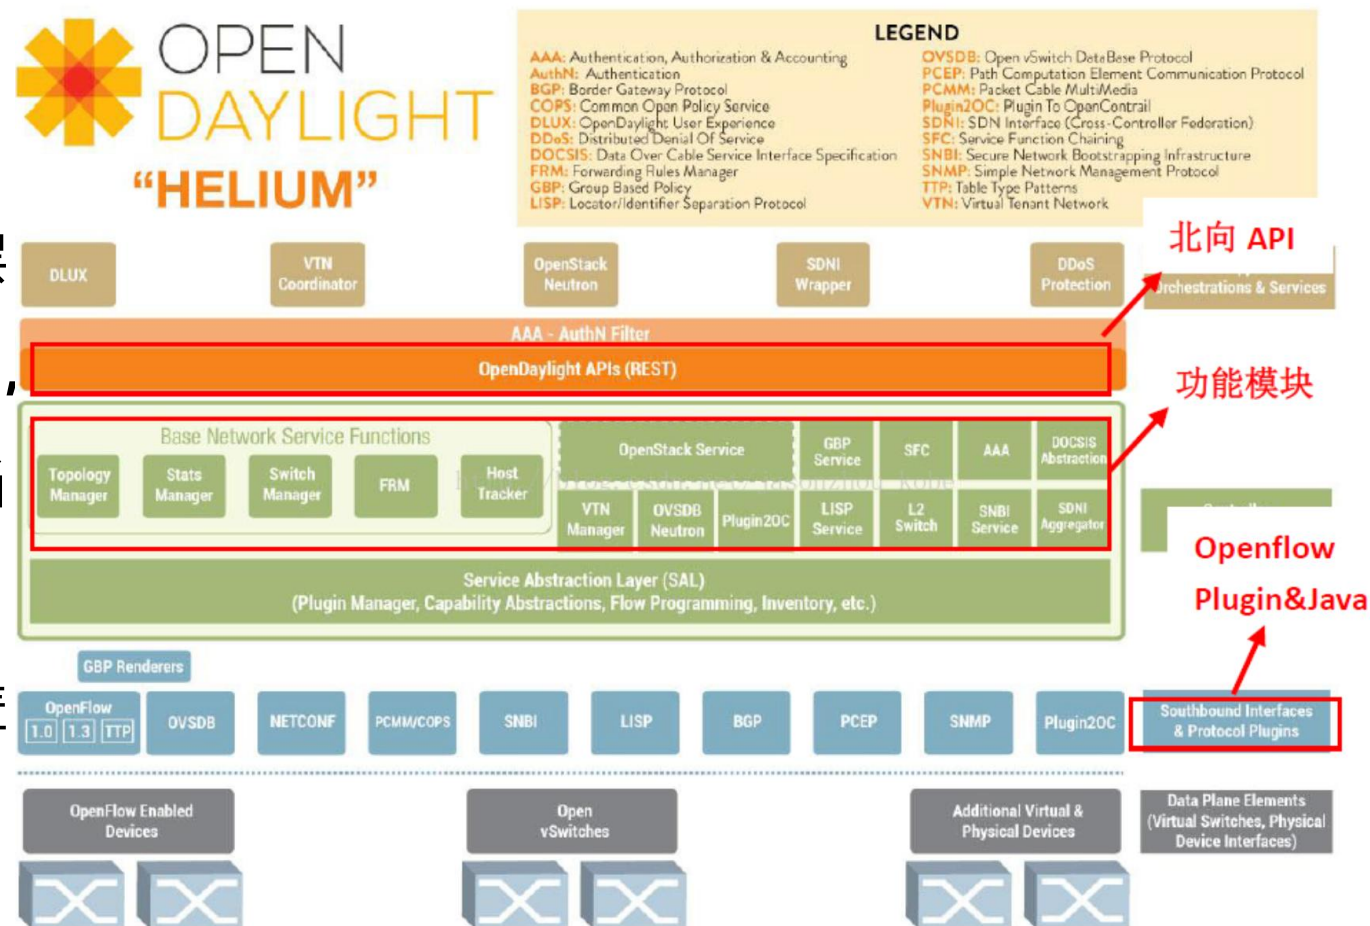 OPEN
DAYLIGHT
“HELIUM”
LEGEND
AAA: Authentication, Authorization & Accounting
AuthN: Authentication
BGP: Border Gateway Protocol
COPS: Common Open Policy Service
DLUX: OpenDaylight User Experience
DDoS: Distributed Denial Of Service
DOCSIS: Data Over Cable Service Interface Specification
FRM: Forwarding Rules Manager
GBP: Group Based Policy
LISP: Locator/Identifier Separation Protocol
OVSDB: Open vSwitch DataBase Protocol
PCEP: Path Computation Element Communication Protocol
PCMM: Packet Cable MultiMedia
Plugin2OC: Plugin To OpenContrail
SDNI: SDN Interface (Cross-Controller Federation)
SFC: Service Function Chaining
SNBI: Secure Network Bootstrapping Infrastructure
SNMP: Simple Network Management Protocol
TTP: Table Type Patterns
VTN: Virtual Tenant Network
北向 API
DLUX
VTN
Coordinator
OpenStack
Neutron
SDNI
Wrapper
DDoS
Protection
Orchestrations & Services
AAA - AuthN Filter
OpenDaylight APIs (REST)
功能模块
Base Network Service Functions
Topology
Manager
Stats
Manager
Switch
Manager
FRM
Host
Tracker
OpenStack Service
GBP
Service
SFC
AAA
DOCSIS
Abstraction
VTN
Manager
OVSDB
Neutron
Plugin2OC
LISP
Service
L2
Switch
SNBI
Service
SDNI
Aggregator
Service Abstraction Layer (SAL)
(Plugin Manager, Capability Abstractions, Flow Programming, Inventory, etc.)
Openflow
Plugin&Java
GBP Renderers
OpenFlow
1.0 1.3 TTP
OVSDB
NETCONF
PCMM/COPS
SNBI
LISP
BGP
PCEP
SNMP
Plugin2OC
Southbound Interfaces
& Protocol Plugins
OpenFlow Enabled
Devices
Open
vSwitches
Additional Virtual &
Physical Devices
Data Plane Elements
(Virtual Switches, Physical
Device Interfaces)